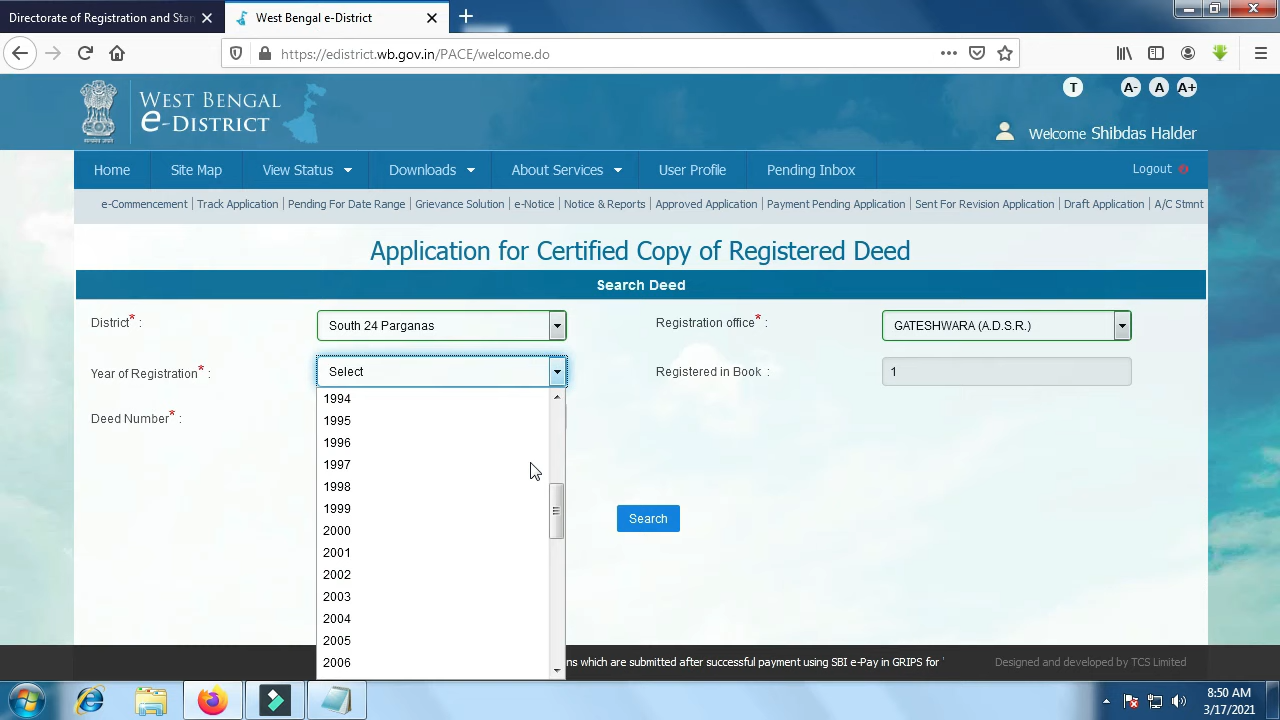 Directorate of Registration and Stan
West Bengal e-District
https://edistrict.wb.gov.in/PACE/welcome.do
WEST BENGAL
e-DISTRICT
T A- A A+
Welcome Shibdas Halder
Home Site Map View Status Downloads About Services User Profile Pending Inbox Logout
e-Commencement | Track Application | Pending For Date Range | Grievance Solution | e-Notice | Notice & Reports | Approved Application | Payment Pending Application | Sent For Revision Application | Draft Application | A/C Stmnt
Application for Certified Copy of Registered Deed
Search Deed
District* : South 24 Parganas Registration office* : GATESHWARA (A.D.S.R.)
Year of Registration* : Select Registered in Book : 1
1994
Deed Number* :
1995
1996
1997
1998
1999
2000
Search
2001
2002
2003
2004
2005
2006
ns which are submitted after successful payment using SBI e-Pay in GRIPS for '
Designed and developed by TCS Limited
8:50 AM
3/17/2021